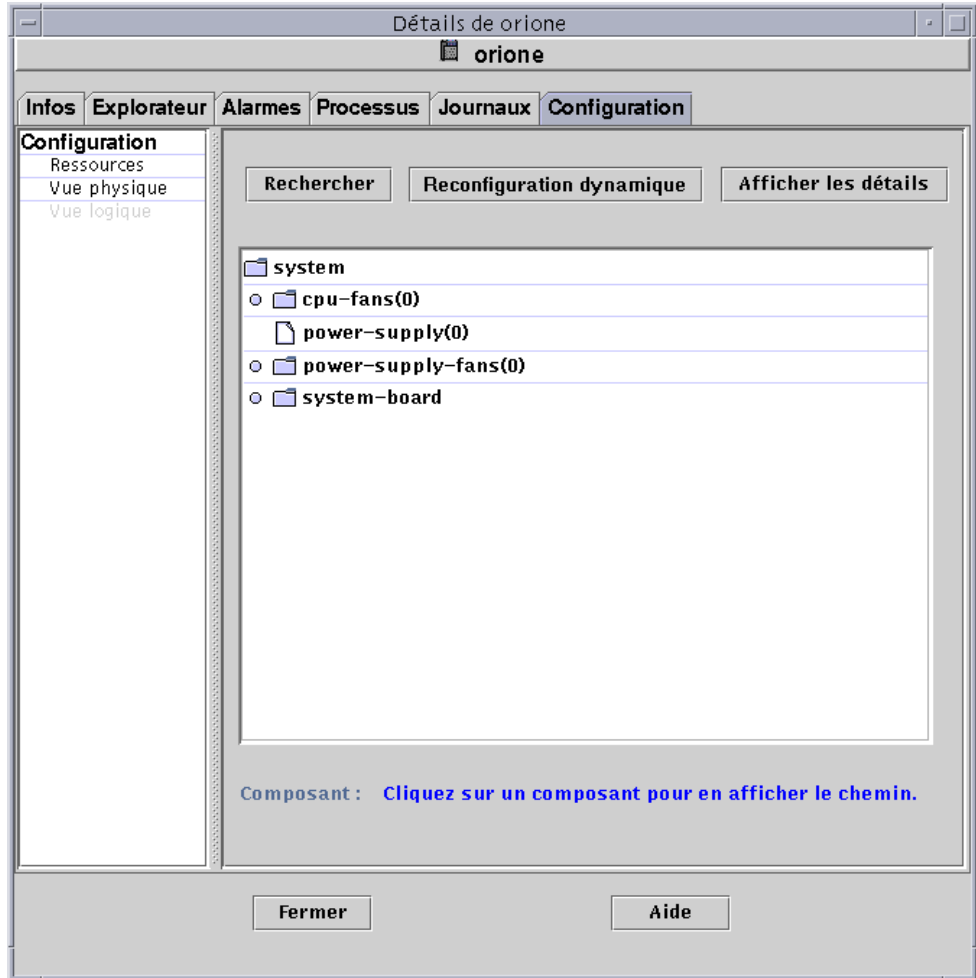 Détails de orione
orione
Infos Explorateur Alarmes Processus Journaux Configuration
Configuration
Ressources
Vue physique
Vue logique
Rechercher Reconfiguration dynamique Afficher les détails
system
cpu-fans(0)
power-supply(0)
power-supply-fans(0)
system-board
Composant : Cliquez sur un composant pour en afficher le chemin.
Fermer Aide